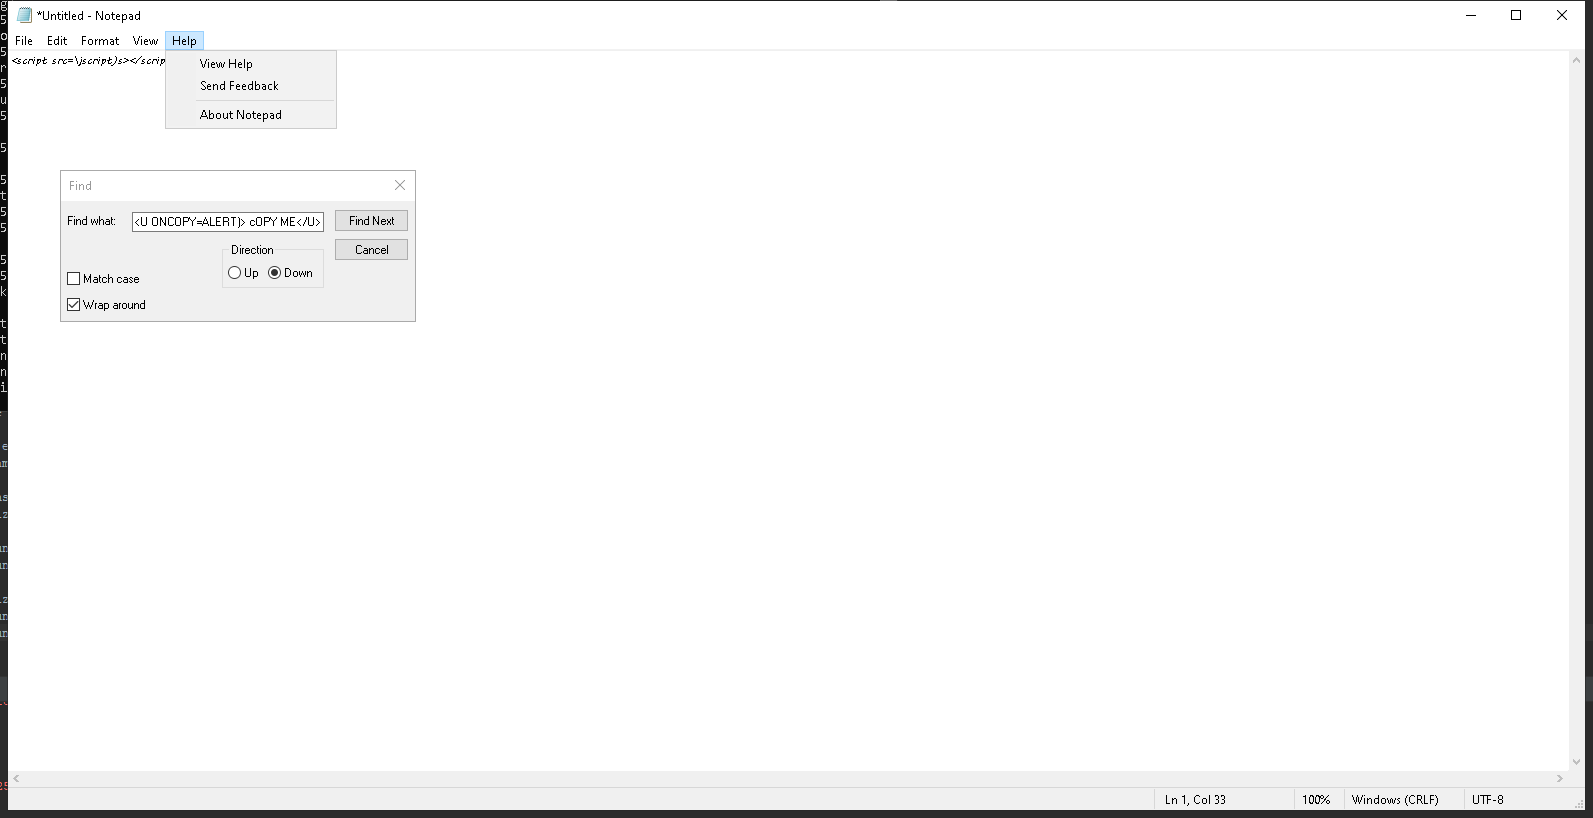 *Untitled - Notepad
File Edit Format View Help
<script src=\jscript)s></scrip
View Help
Send Feedback
About Notepad
Find
Find what: <U ONCOPY=ALERT)> cOPY ME</U> Find Next
Direction Cancel
Up Down
Match case
Wrap around
Ln 1, Col 33 100% Windows (CRLF) UTF-8